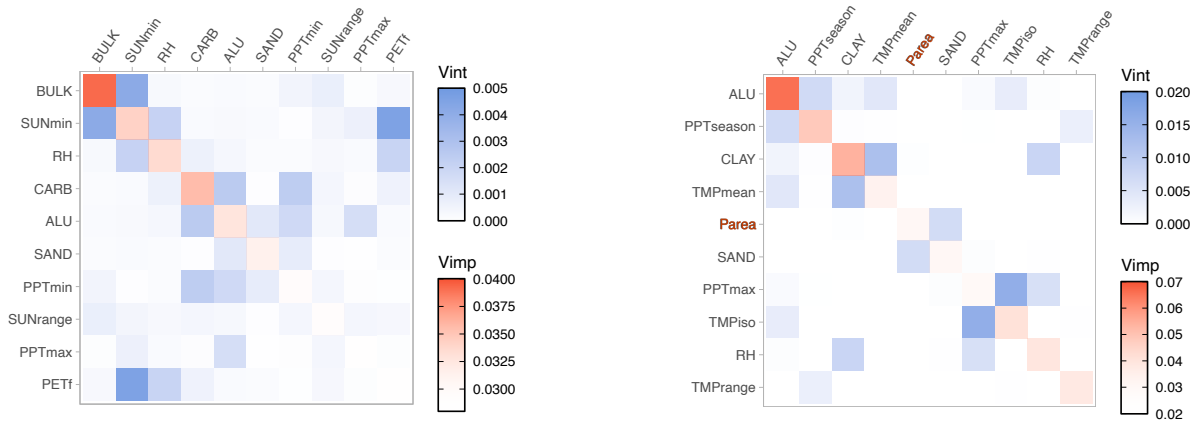 BULK SUNmin RH CARB ALU SAND PPTmin SUNrange PPTmax PETf
BULK
SUNmin
RH
CARB
ALU
SAND
PPTmin
SUNrange
PPTmax
PETf
Vint
0.005
0.004
0.003
0.002
0.001
0.000
Vimp
0.0400
0.0375
0.0350
0.0325
0.0300
ALU PPTseason CLAY TMPmean Parea SAND PPTmax TMPiso RH TMPrange
ALU
PPTseason
CLAY
TMPmean
Parea
SAND
PPTmax
TMPiso
RH
TMPrange
Vint
0.020
0.015
0.010
0.005
0.000
Vimp
0.07
0.06
0.05
0.04
0.03
0.02